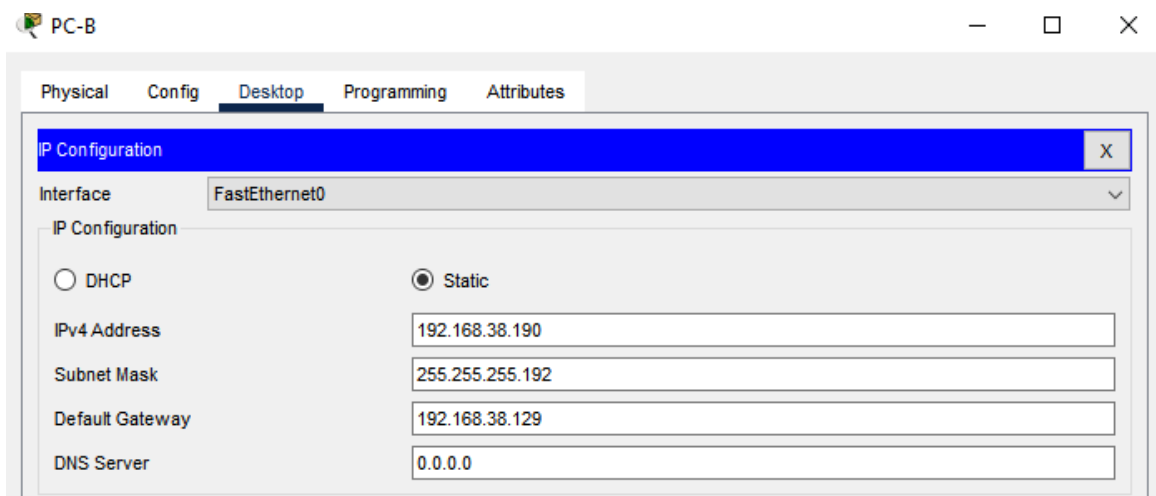 PC-B
Physical Config Desktop Programming Attributes
IP Configuration X
Interface FastEthernet0
IP Configuration
DHCP Static
IPv4 Address 192.168.38.190
Subnet Mask 255.255.255.192
Default Gateway 192.168.38.129
DNS Server 0.0.0.0